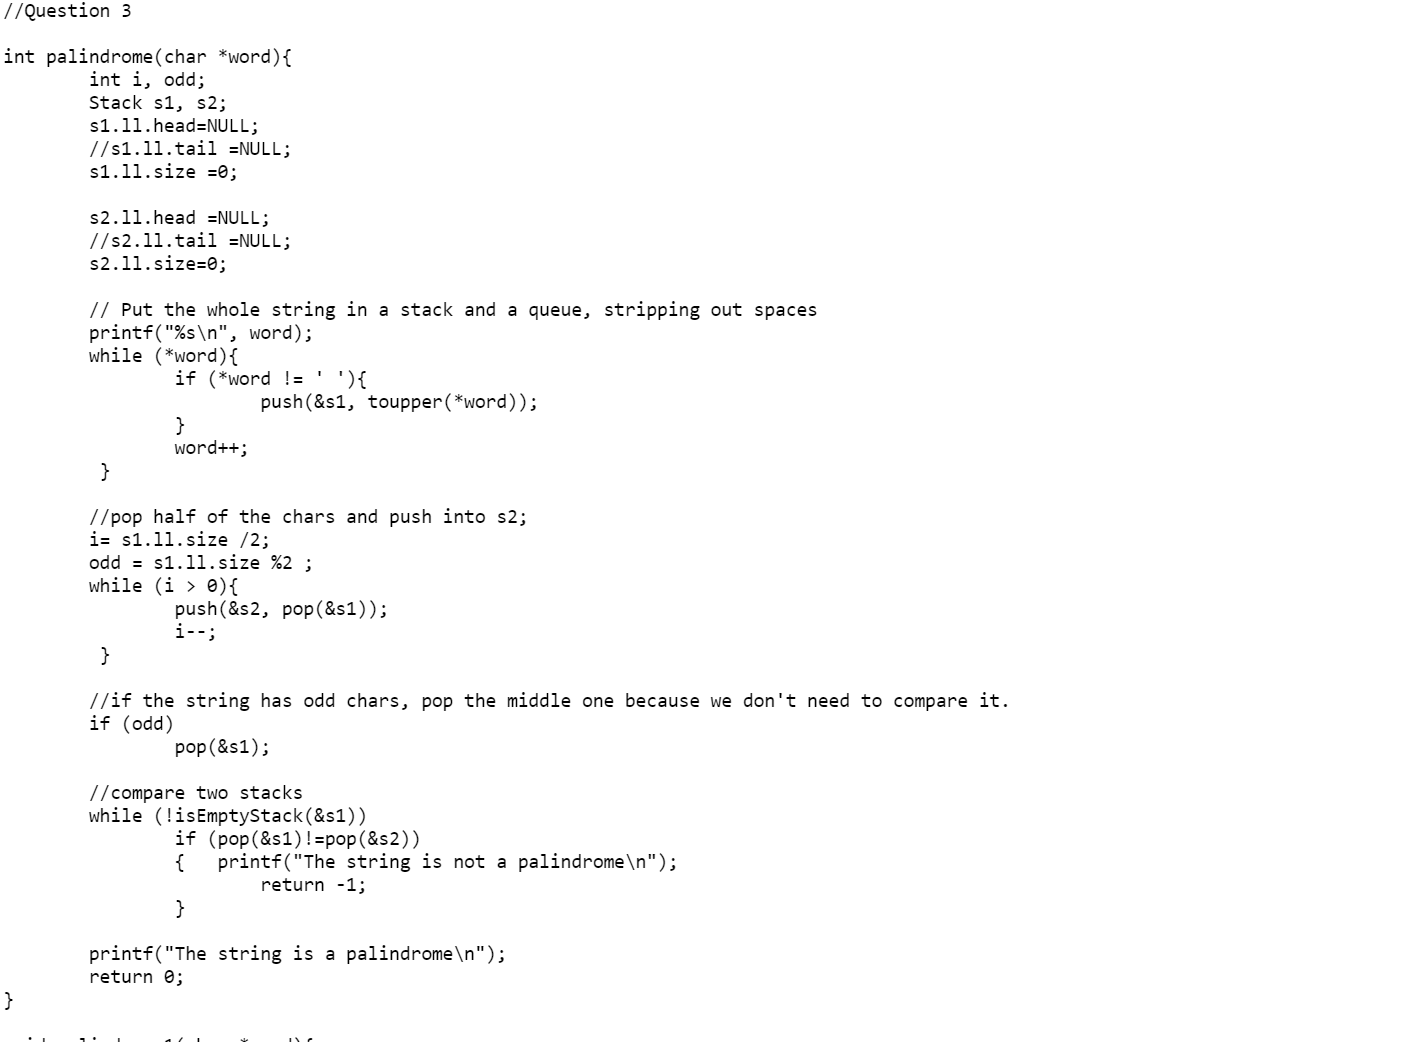 //Question 3
int palindrome(char *word){
int i, odd;
Stack s1, s2;
s1.ll.head=NULL;
//s1.ll.tail =NULL;
s1.ll.size =0;
s2.ll.head =NULL;
//s2.ll.tail =NULL;
s2.ll.size=0;
// Put the whole string in a stack and a queue, stripping out spaces
printf("%s\n", word);
while (*word){
if (*word != ' '){
push(&s1, toupper(*word));
}
word++;
}
//pop half of the chars and push into s2;
i= s1.ll.size /2;
odd = s1.ll.size %2 ;
while (i > 0){
push(&s2, pop(&s1));
i--;
}
//if the string has odd chars, pop the middle one because we don't need to compare it.
if (odd)
pop(&s1);
//compare two stacks
while (!isEmptyStack(&s1))
if (pop(&s1)!=pop(&s2))
{   printf("The string is not a palindrome\n");
return -1;
}
printf("The string is a palindrome\n");
return 0;
}